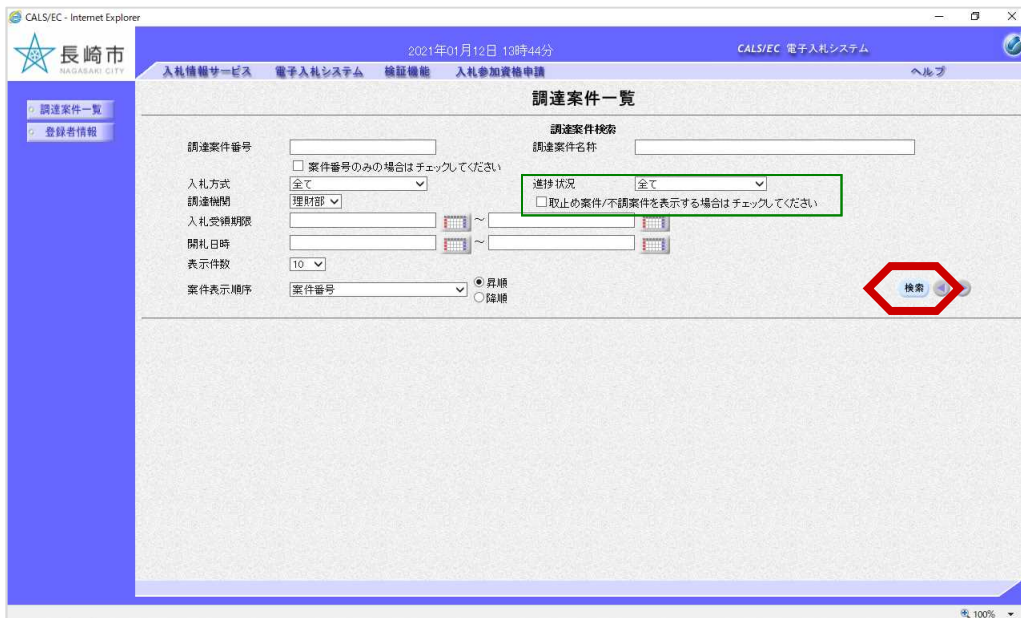 CALS/EC - Internet Explorer
長崎市
NAGASAKI CITY
2021年01月12日 13時44分
CALS/EC 電子入札システム
入札情報サービス 電子入札システム 検証機能 入札参加資格申請 ヘルプ
調達案件一覧
登録者情報
調達案件一覧
調達案件検索
調達案件番号 調達案件名称
案件番号のみの場合はチェックしてください
入札方式 全て 進捗状況 全て
調達機関 理財部 取止め案件/不調案件を表示する場合はチェックしてください
入札受領期限 ~
開札日時 ~
表示件数 10
案件表示順序 案件番号 昇順
降順
検索
100%